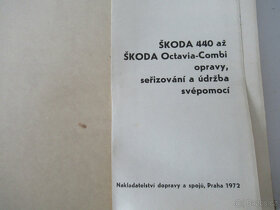 ŠKODA 440 až
ŠKODA Octavia-Combi
opravy,
seřizování a údržba
svépomocí
Nakladatelství dopravy a spojů, Praha 1972